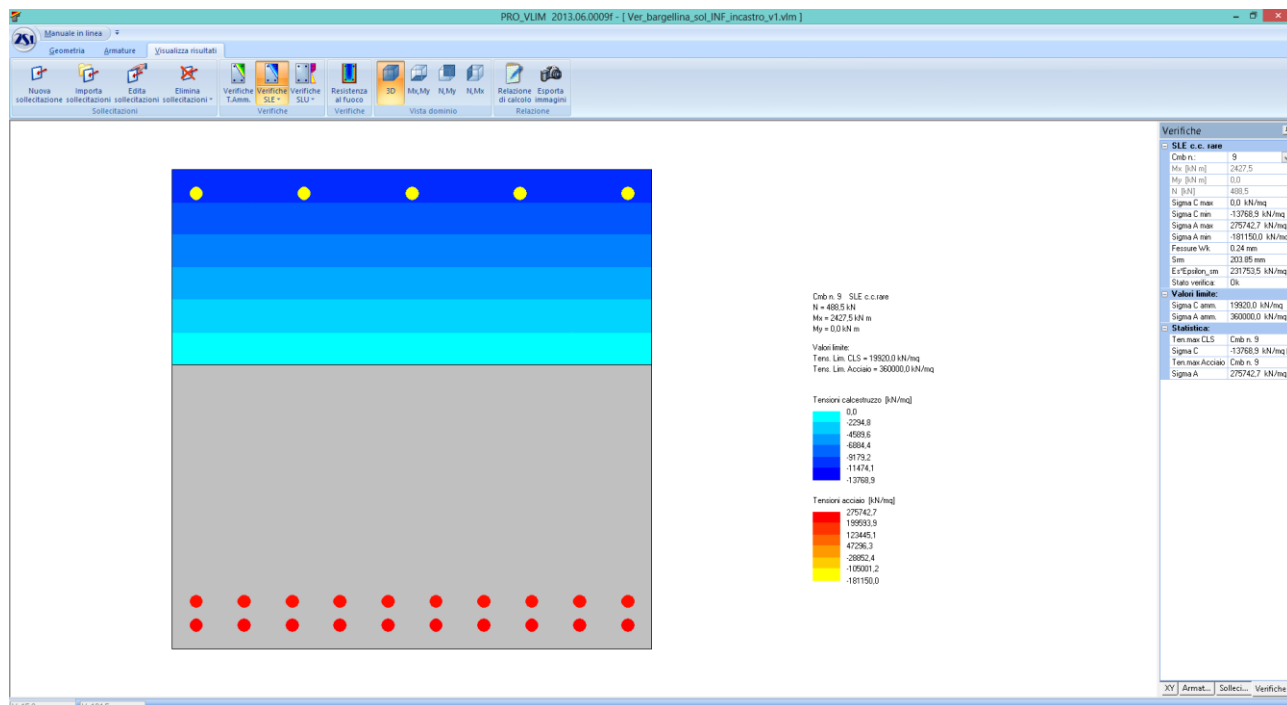 PRO_VLIM 2013.06.0009f - [ Ver_bargellina_sol_INF_incastro_v1.vlm ]
2SI Manuale in linea
Geometria Armature Visualizza risultati
Nuova sollecitazione
Importa sollecitazioni
Edita sollecitazioni
Elimina sollecitazioni
Sollecitazioni
Verifiche T.Amm.
Verifiche SLE
Verifiche SLU
Verifiche
Resistenza al fuoco
Verifiche
3D Mx,My N,My N,Mx
Vista dominio
Relazione di calcolo
Esporta immagini
Relazione
Cmb n. 9 SLE c.c.rare
N = 488,5 kN
Mx = 2427,5 kN m
My = 0,0 kN m
Valori limite:
Tens. Lim. CLS = 19920,0 kN/mq
Tens. Lim. Acciaio = 360000,0 kN/mq
Tensioni calcestruzzo [kN/mq]
0,0
-2294,8
-4589,6
-6884,4
-9179,2
-11474,1
-13768,9
Tensioni acciaio [kN/mq]
275742,7
199593,9
123445,1
47296,3
-28852,4
-105001,2
-181150,0
Verifiche
SLE c.c. rare
Cmb n.: 9
Mx [kN m] 2427,5
My [kN m] 0,0
N [kN] 488,5
Sigma C max 0,0 kN/mq
Sigma C min -13768,9 kN/mq
Sigma A max 275742,7 kN/mq
Sigma A min -181150,0 kN/mq
Fessure Wk 0.24 mm
Srm 203.85 mm
Es*Epsilon_sm 231753,5 kN/mq
Stato verifica: Ok
Valori limite:
Sigma C amm. 19920,0 kN/mq
Sigma A amm. 360000,0 kN/mq
Statistica:
Ten.max CLS Cmb n. 9
Sigma C -13768,9 kN/mq
Ten.max Acciaio Cmb n. 9
Sigma A 275742,7 kN/mq
XY Armat... Solleci... Verifiche